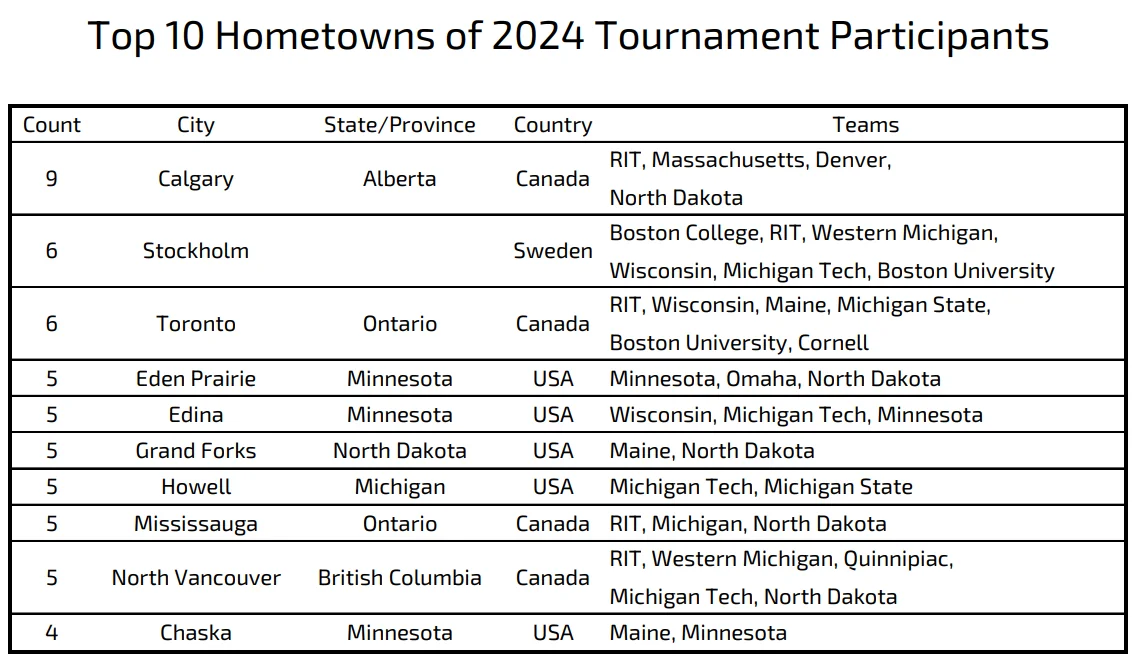 Top 10 Hometowns of 2024 Tournament Participants
Count City State/Province Country Teams
9 Calgary Alberta Canada RIT, Massachusetts, Denver,
North Dakota
6 Stockholm Sweden Boston College, RIT, Western Michigan,
Wisconsin, Michigan Tech, Boston University
6 Toronto Ontario Canada RIT, Wisconsin, Maine, Michigan State,
Boston University, Cornell
5 Eden Prairie Minnesota USA Minnesota, Omaha, North Dakota
5 Edina Minnesota USA Wisconsin, Michigan Tech, Minnesota
5 Grand Forks North Dakota USA Maine, North Dakota
5 Howell Michigan USA Michigan Tech, Michigan State
5 Mississauga Ontario Canada RIT, Michigan, North Dakota
5 North Vancouver British Columbia Canada RIT, Western Michigan, Quinnipiac,
Michigan Tech, North Dakota
4 Chaska Minnesota USA Maine, Minnesota